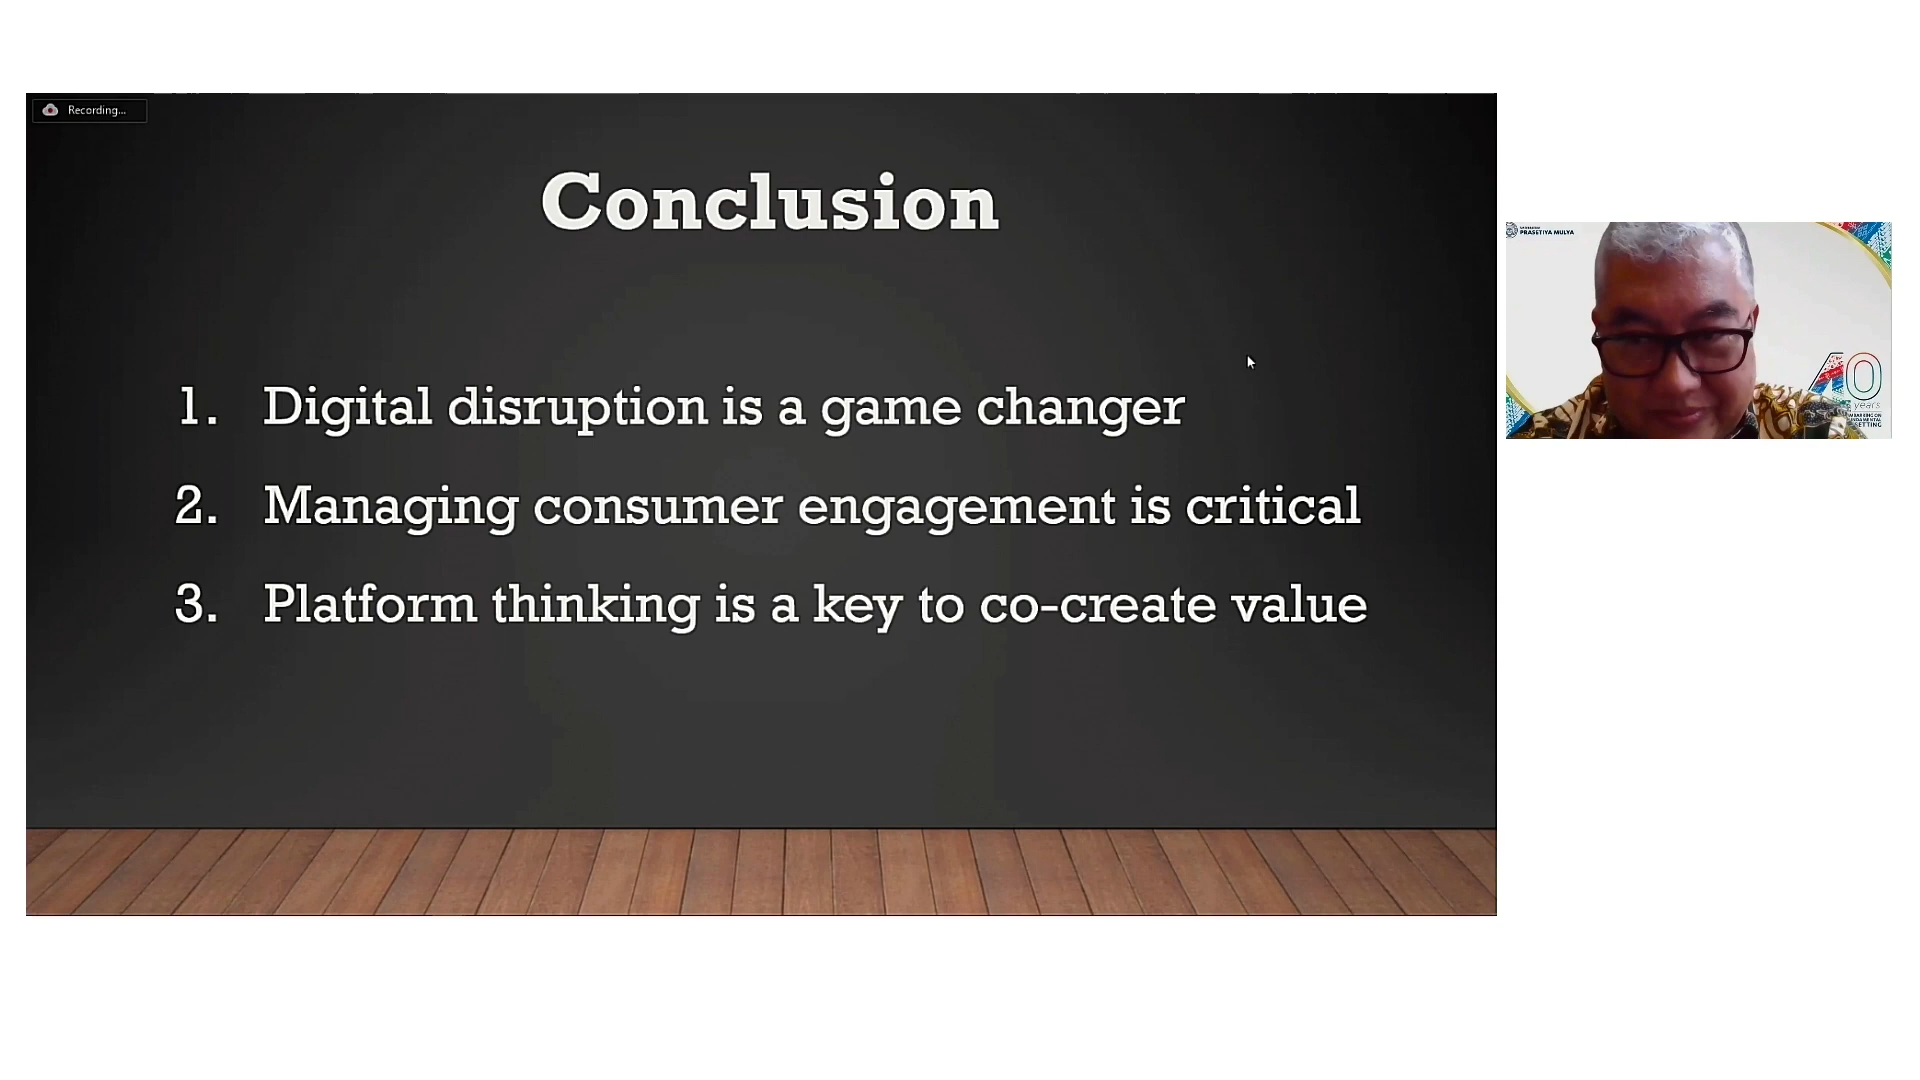 Recording...
Conclusion
1. Digital disruption is a game changer
2. Managing consumer engagement is critical
3. Platform thinking is a key to co-create value
PRASETIYA MULYA
40
years
SETTING